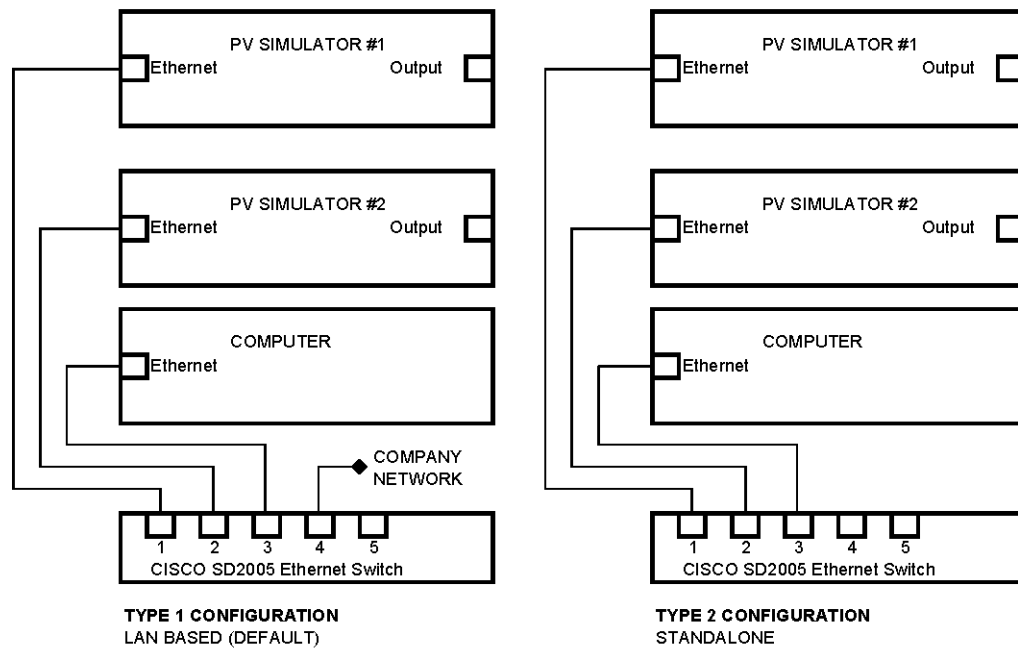 PV SIMULATOR #1
Ethernet Output
PV SIMULATOR #2
Ethernet Output
COMPUTER
Ethernet
COMPANY
NETWORK
1 2 3 4 5
CISCO SD2005 Ethernet Switch
TYPE 1 CONFIGURATION
LAN BASED (DEFAULT)
PV SIMULATOR #1
Ethernet Output
PV SIMULATOR #2
Ethernet Output
COMPUTER
Ethernet
1 2 3 4 5
CISCO SD2005 Ethernet Switch
TYPE 2 CONFIGURATION
STANDALONE